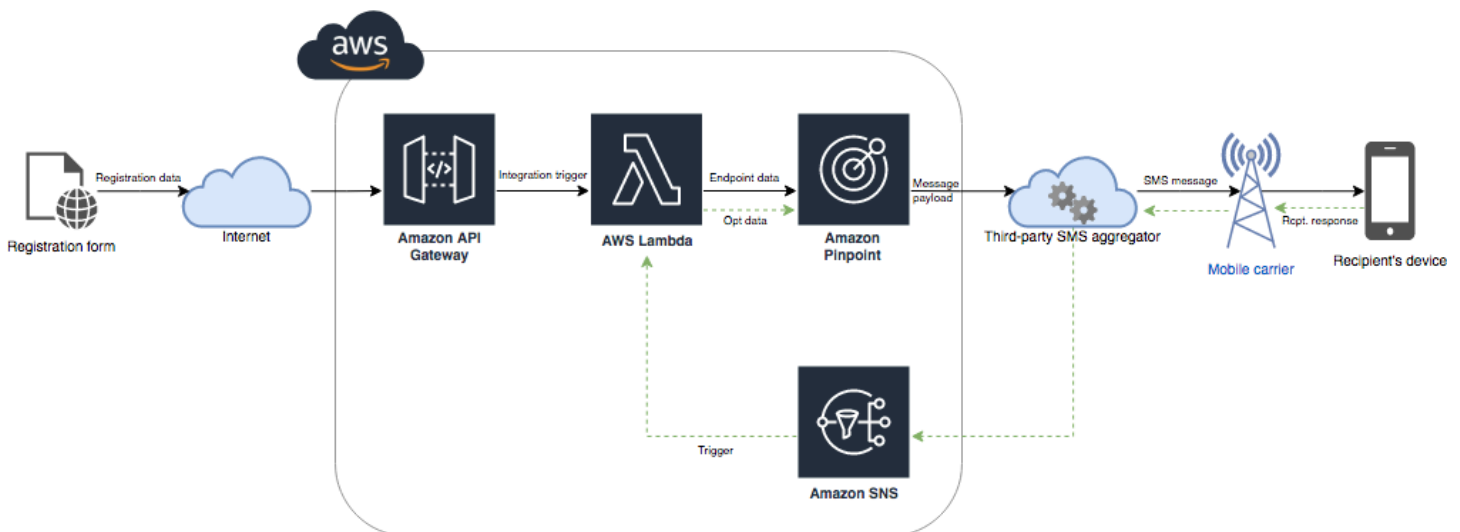 aws
Registration data
Integration trigger
Endpoint data
Message
payload
SMS message
</>
Opt data
Rcpt. response
Registration form
Internet
Amazon API
Gateway
AWS Lambda
Amazon
Pinpoint
Third-party SMS aggregator
Mobile carrier
Recipient's device
Trigger
Amazon SNS